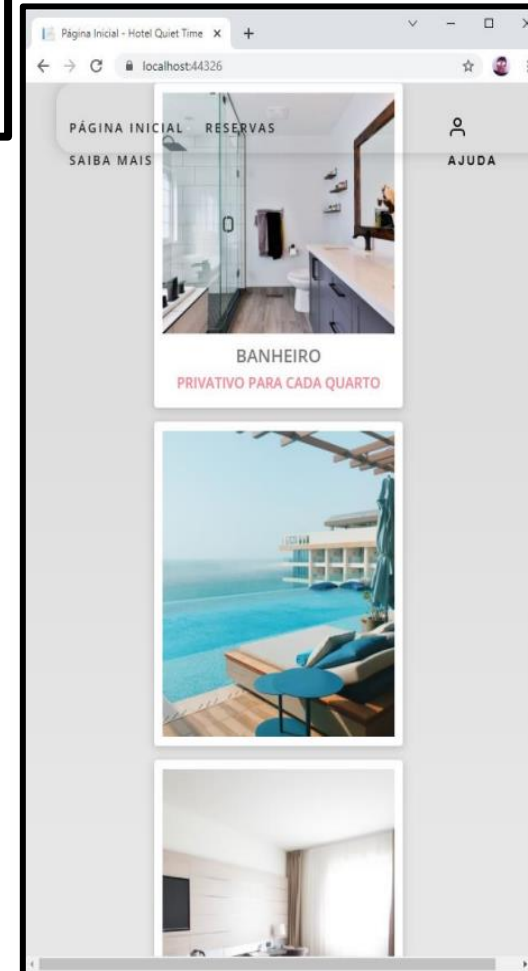 Página Inicial - Hotel Quiet Time
localhost:44326
PÁGINA INICIAL RESERVAS
SAIBA MAIS AJUDA
BANHEIRO
PRIVATIVO PARA CADA QUARTO